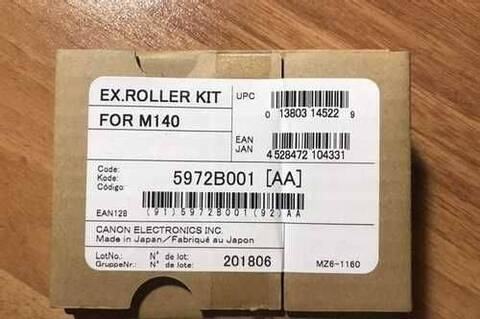 EX.ROLLER KIT
FOR M140
UPC
0 13803 14522 9
EAN
JAN
4 528472 104331
Code:
Kode:
Código:
5972B001 [AA]
EAN128
(91)5972B001(92)AA
CANON ELECTRONICS INC.
Made in Japan/Fabriqué au Japon
LotNo.: N° de lot:
GruppeNr.: N° de lote:
201806
MZ6-1160